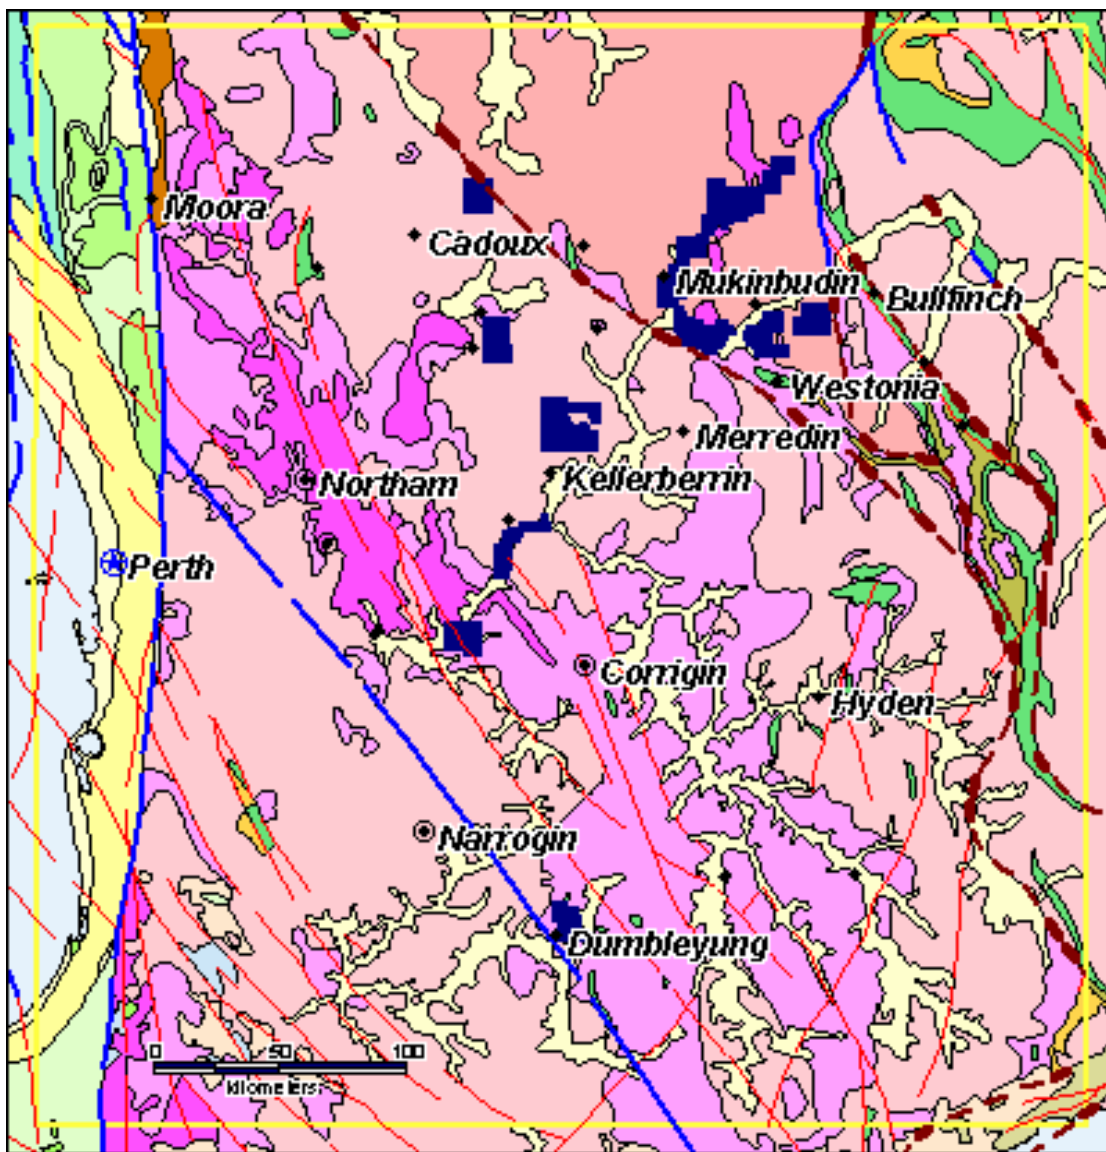 Moora
Cadoux
Mukinbudin
Bullfinch
Westonia
Merredin
Northam
Kellerberrin
Perth
Corrigin
Hyden
Narrogin
Dumbleyung
0 50 100
kilometers